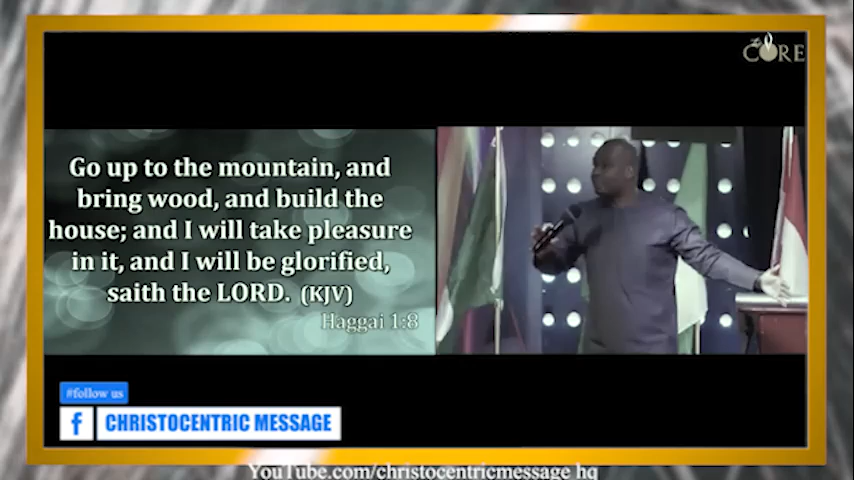 The CORE
Go up to the mountain, and
bring wood, and build the
house; and I will take pleasure
in it, and I will be glorified,
saith the LORD. (KJV)
Haggai 1:8
#follow us
f CHRISTOCENTRIC MESSAGE
YouTube.com/christocentricmessage hq